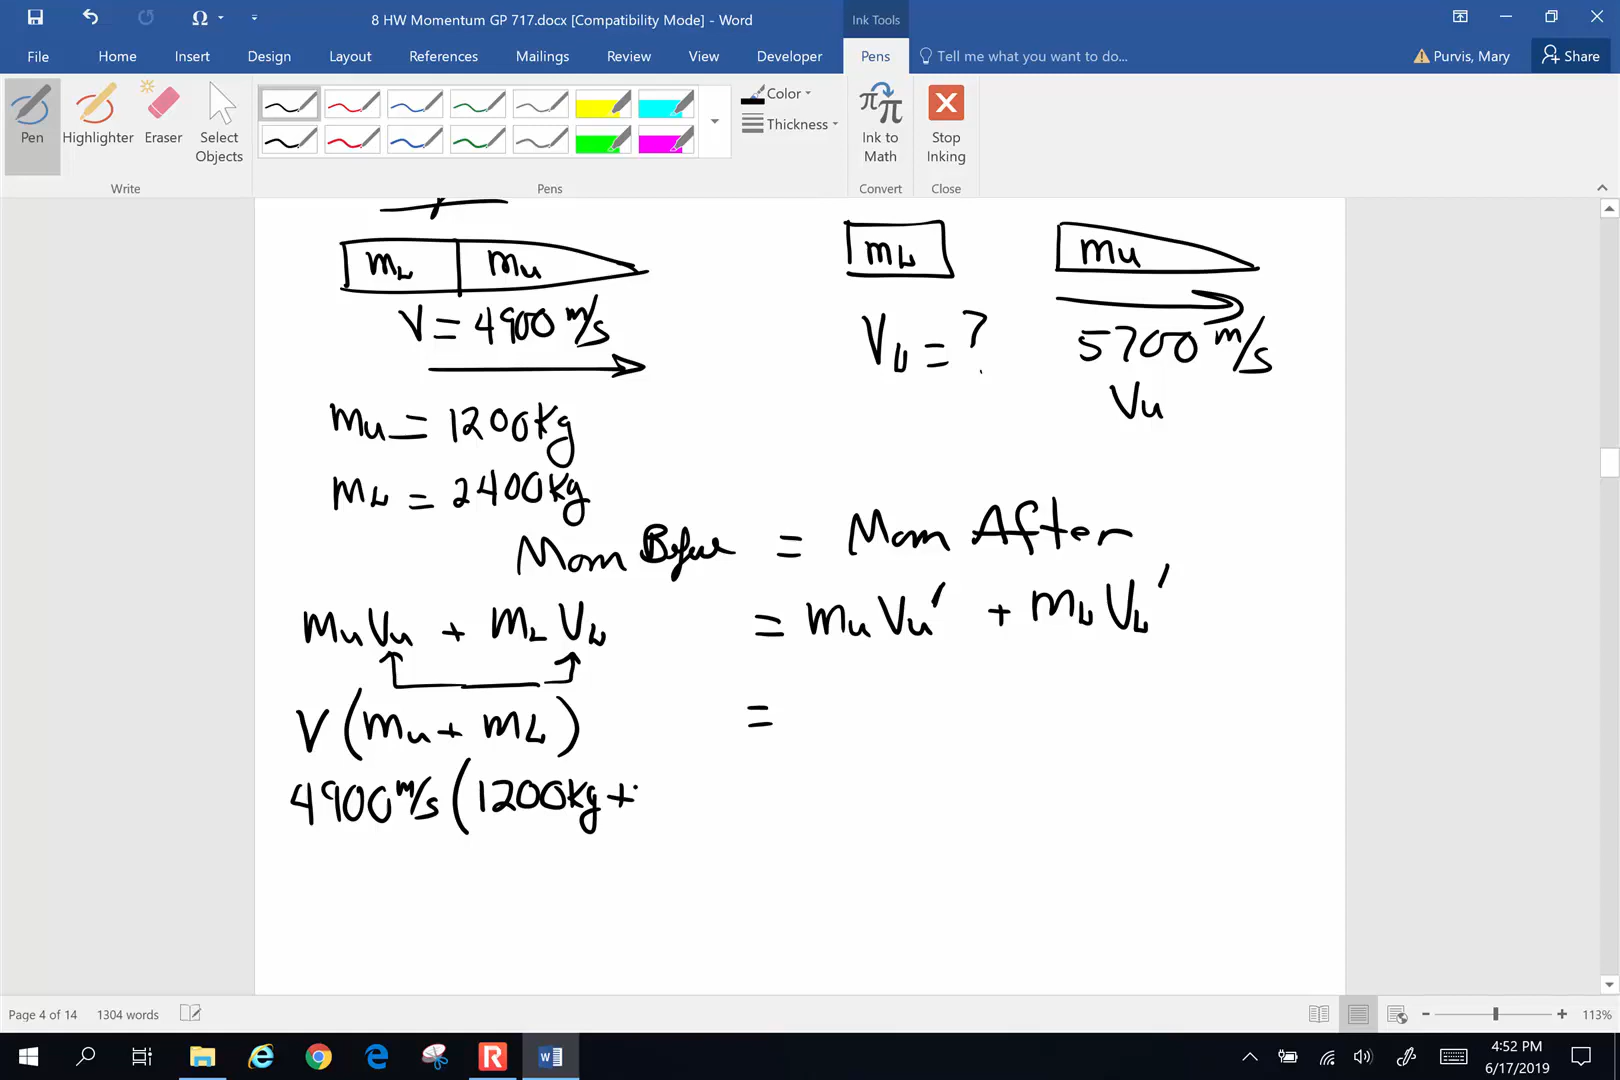 8 HW Momentum GP 717.docx [Compatibility Mode] - Word
Ink Tools
File Home Insert Design Layout References Mailings Review View Developer Pens Tell me what you want to do... Purvis, Mary Share
Pen Highlighter Eraser Select Objects
Color
Thickness
Ink to Math
Stop Inking
Write Pens Convert Close
mL mu mL mu
V = 4900 m/s VL = ? 5700 m/s
Vu
mu = 1200kg
mL = 2400kg
Mom Before = Mom After
muVu + mLVL = muVu' + mLVL'
V(mu + mL) =
4900 m/s (1200kg +
Page 4 of 14 1304 words 113%
4:52 PM
6/17/2019